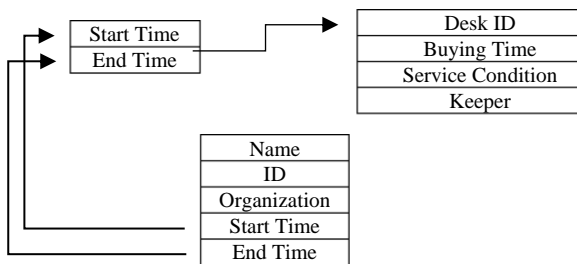 Start Time
End Time
Desk ID
Buying Time
Service Condition
Keeper
Name
ID
Organization
Start Time
End Time